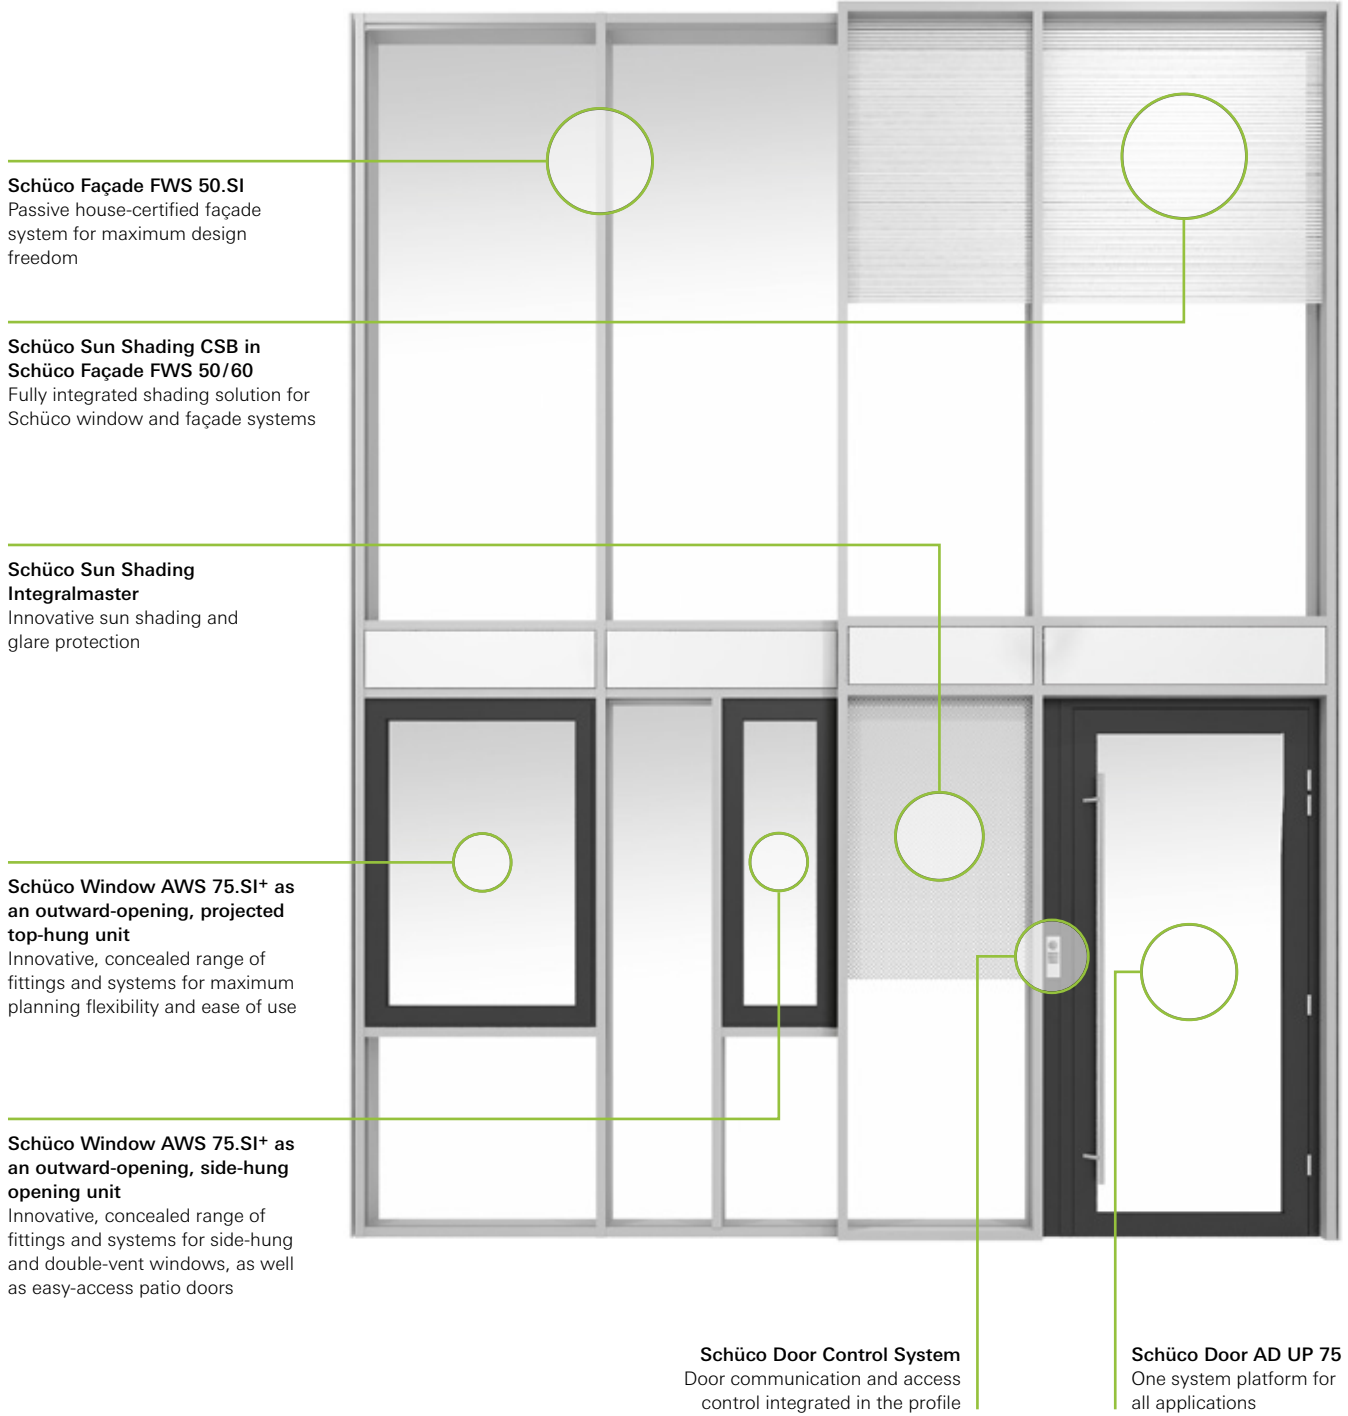 Schüco Façade FWS 50.SI
Passive house-certified façade
system for maximum design
freedom
Schüco Sun Shading CSB in
Schüco Façade FWS 50/60
Fully integrated shading solution for
Schüco window and façade systems
Schüco Sun Shading
Integralmaster
Innovative sun shading and
glare protection
Schüco Window AWS 75.SI+ as
an outward-opening, projected
top-hung unit
Innovative, concealed range of
fittings and systems for maximum
planning flexibility and ease of use
Schüco Window AWS 75.SI+ as
an outward-opening, side-hung
opening unit
Innovative, concealed range of
fittings and systems for side-hung
and double-vent windows, as well
as easy-access patio doors
Schüco Door Control System
Door communication and access
control integrated in the profile
Schüco Door AD UP 75
One system platform for
all applications